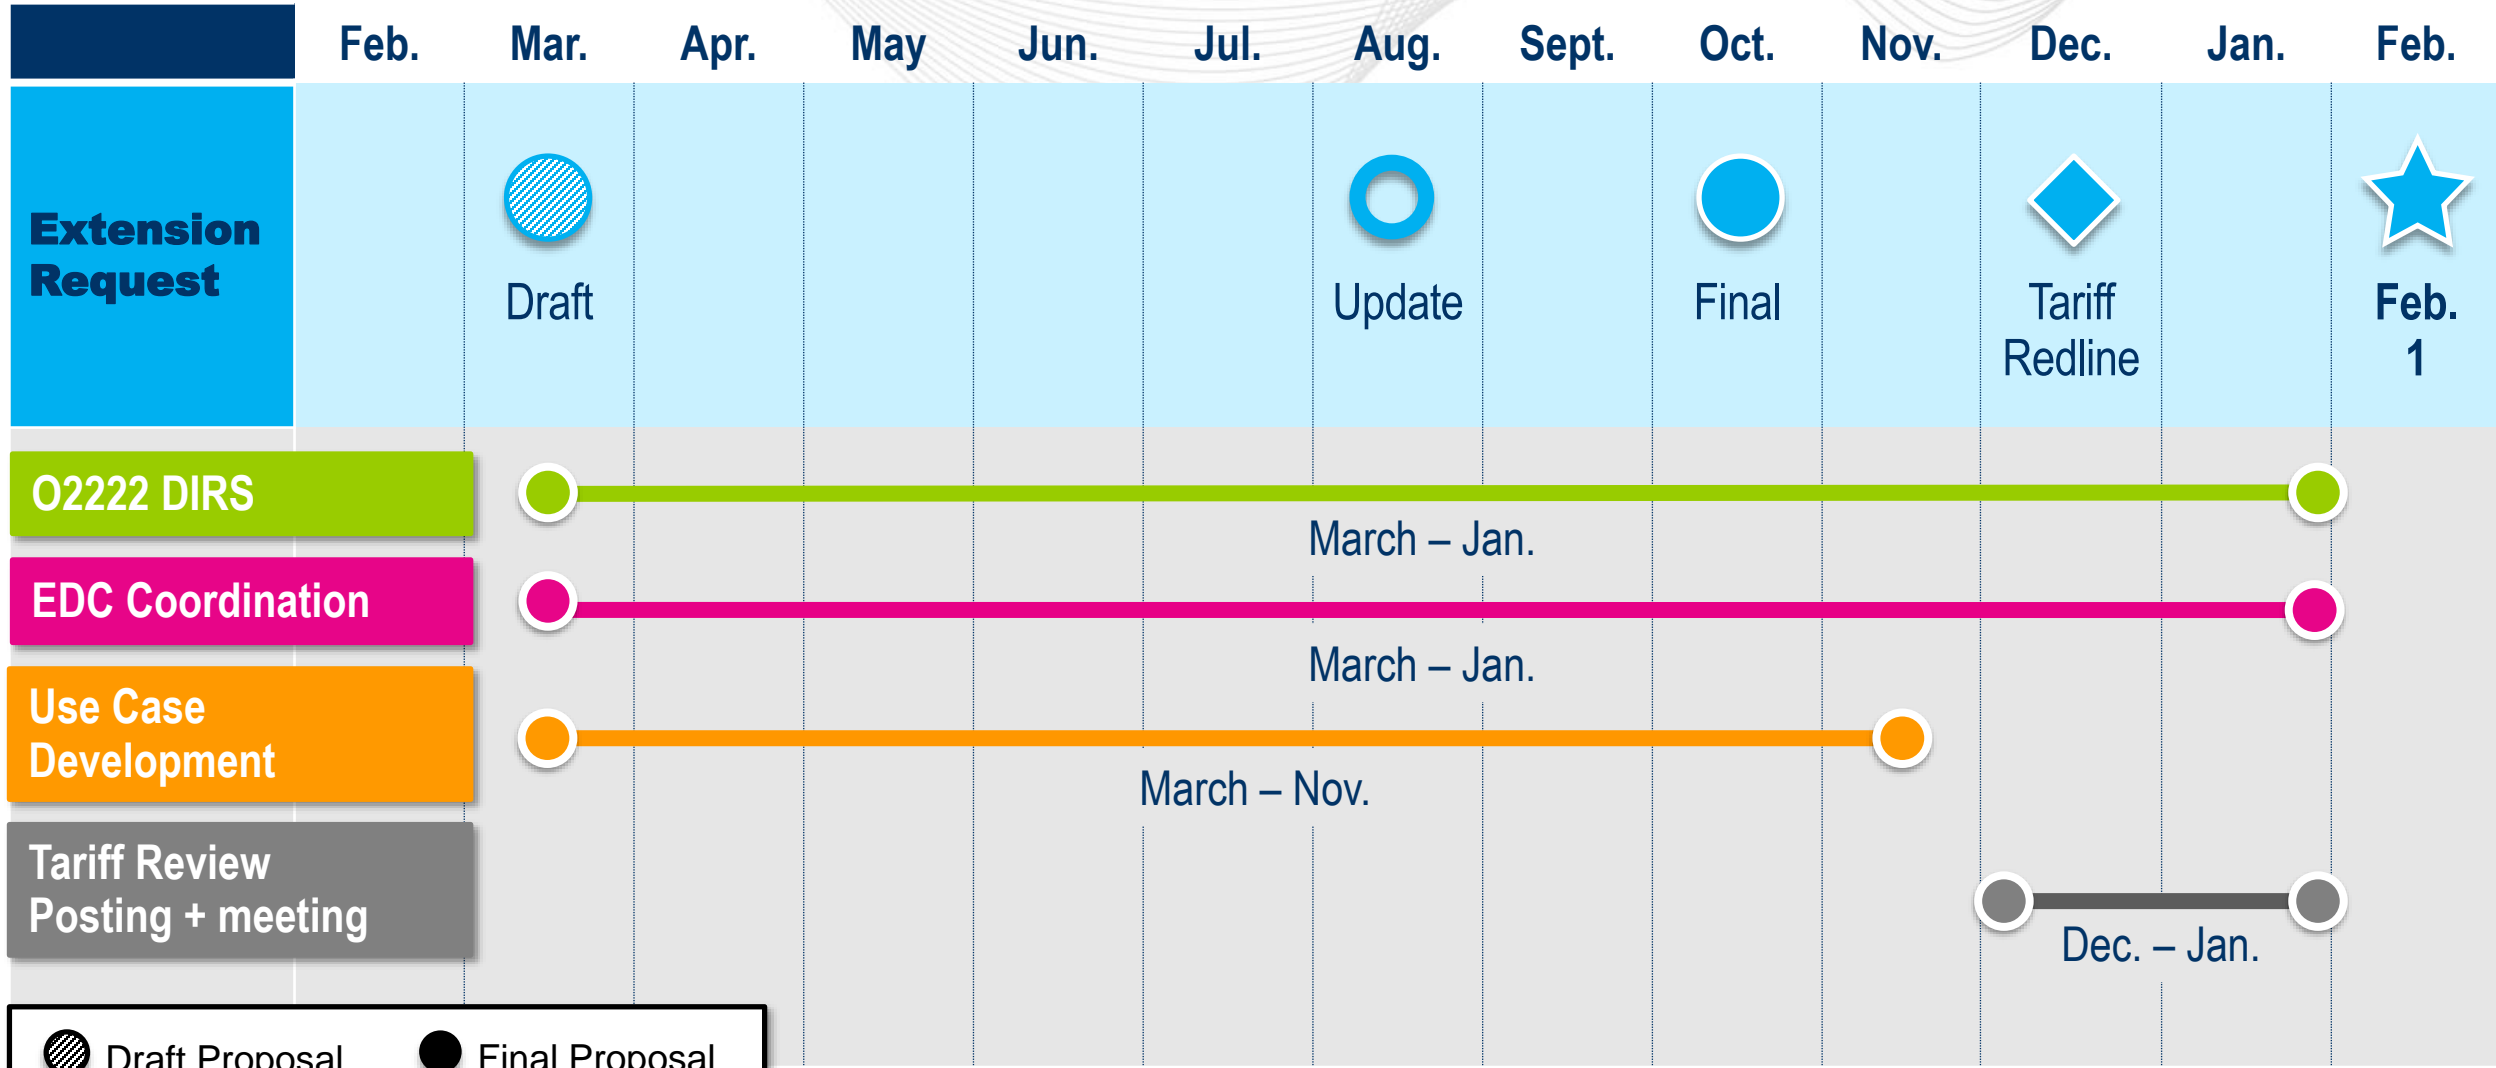 Feb. Mar. Apr. May Jun. Jul. Aug. Sept. Oct. Nov. Dec. Jan. Feb.
Extension
Request
Draft
Update
Final
Tariff
Redline
Feb.
1
O2222 DIRS
March – Jan.
EDC Coordination
March – Jan.
Use Case
Development
March – Nov.
Tariff Review
Posting + meeting
Dec. – Jan.
Draft Proposal
Final Proposal